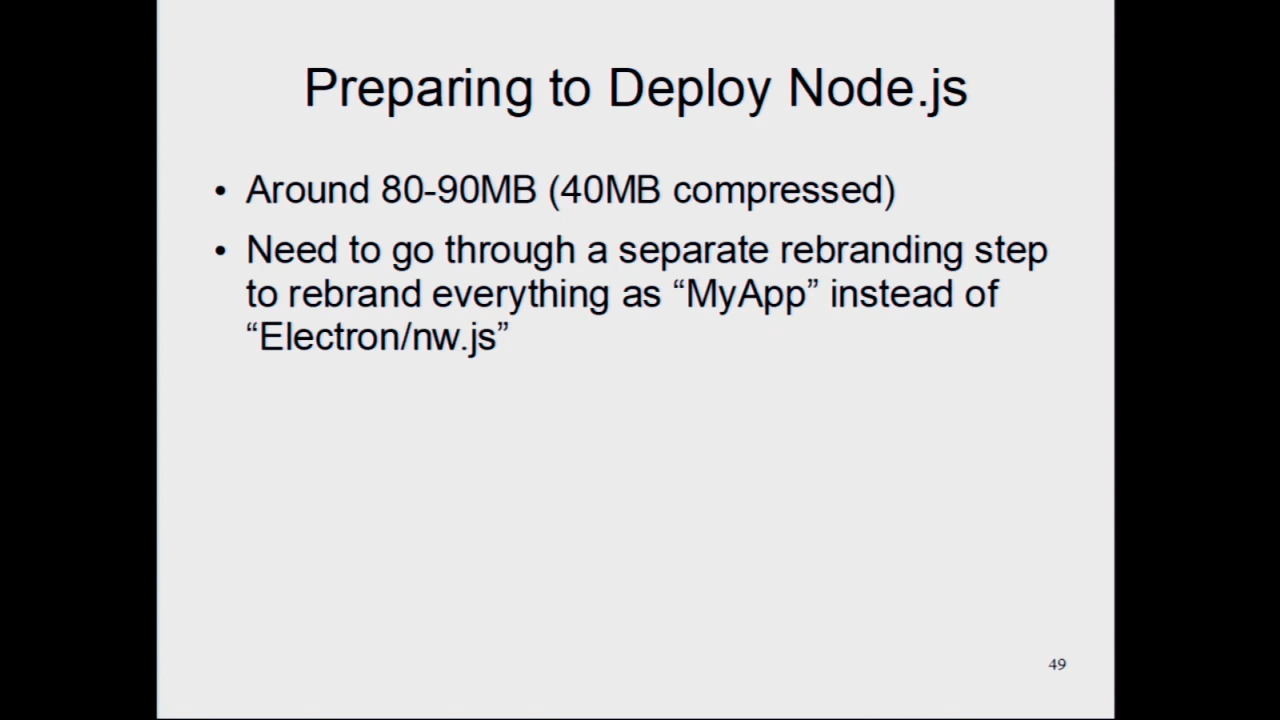 Preparing to Deploy Node.js
• Around 80-90MB (40MB compressed)
• Need to go through a separate rebranding step
to rebrand everything as “MyApp” instead of
“Electron/nw.js”
49